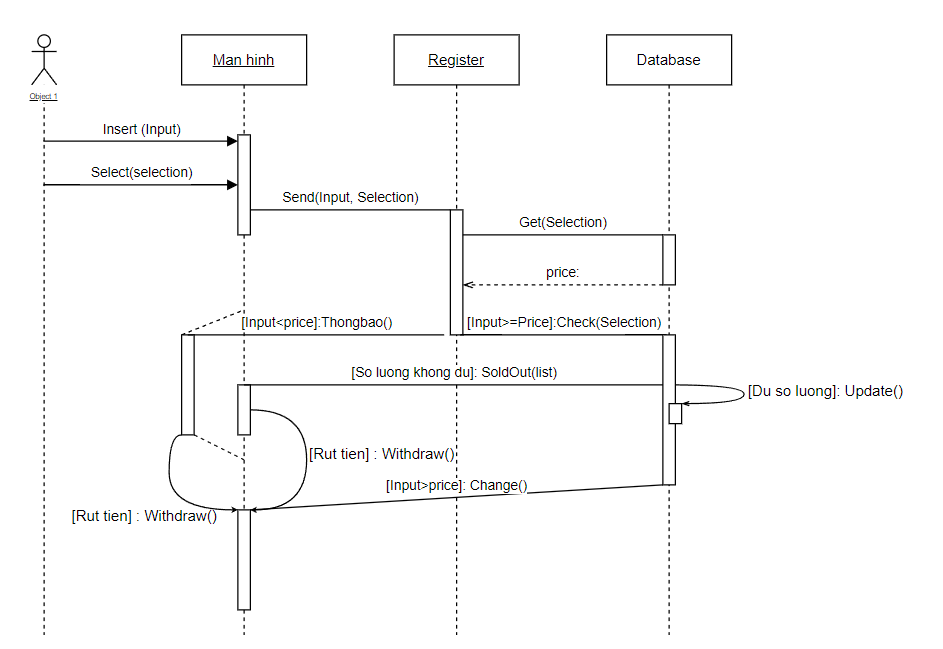 Man hinh
Register
Database
Object 1
Insert (Input)
Select(selection)
Send(Input, Selection)
Get(Selection)
price:
[Input<price]:Thongbao()
[Input>=Price]:Check(Selection)
[So luong khong du]: SoldOut(list)
[Du so luong]: Update()
[Rut tien] : Withdraw()
[Input>price]: Change()
[Rut tien] : Withdraw()